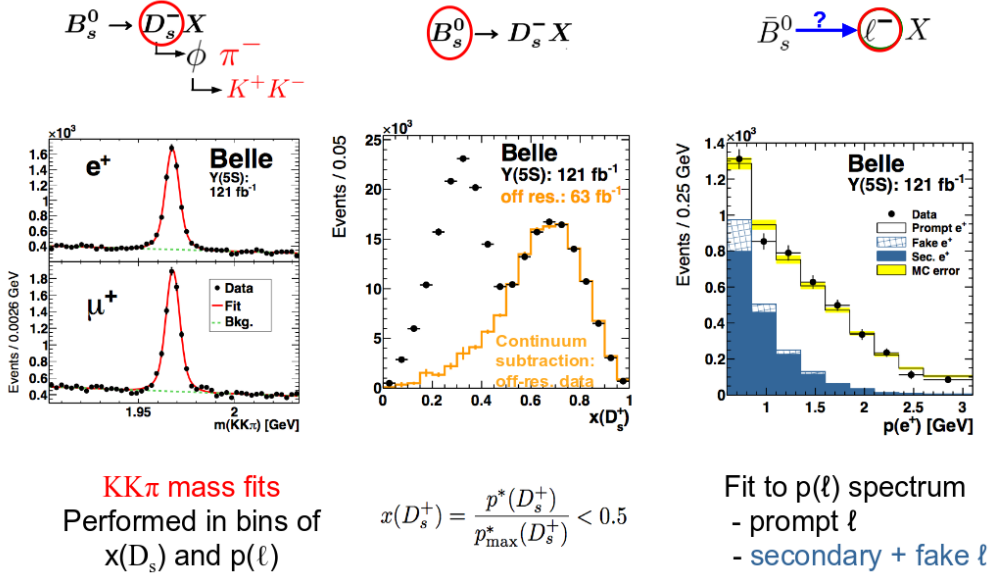 B_s^0 → D_s^- X
ϕ π^-
K^+ K^-
B_s^0 → D_s^- X
B̄_s^0 ? ℓ^- X
×10^3
1.6
1.4
1.2
1
0.8
0.6
0.4
0.2
e^+
Belle
Υ(5S):
121 fb^-1
1.8
1.6
1.4
1.2
1
0.8
0.6
0.4
μ^+
Data
Fit
Bkg.
Events / 0.0026 GeV
1.95
2
m(KKπ) [GeV]
×10^3
25
20
15
10
5
0
Events / 0.05
Belle
Υ(5S): 121 fb^-1
off res.: 63 fb^-1
Continuum
subtraction:
off-res. data
0 0.2 0.4 0.6 0.8 1
x(D_s^+)
×10^3
1.4
1.2
1
0.8
0.6
0.4
0.2
0
Events / 0.25 GeV
Belle
Υ(5S): 121 fb^-1
Data
Prompt e^+
Fake e^+
Sec. e^+
MC error
1 1.5 2 2.5 3
p(e^+) [GeV]
KKπ mass fits
Performed in bins of
x(D_s) and p(ℓ)
x(D_s^+) = p*(D_s^+) / p*_max(D_s^+) < 0.5
Fit to p(ℓ) spectrum
- prompt ℓ
- secondary + fake ℓ